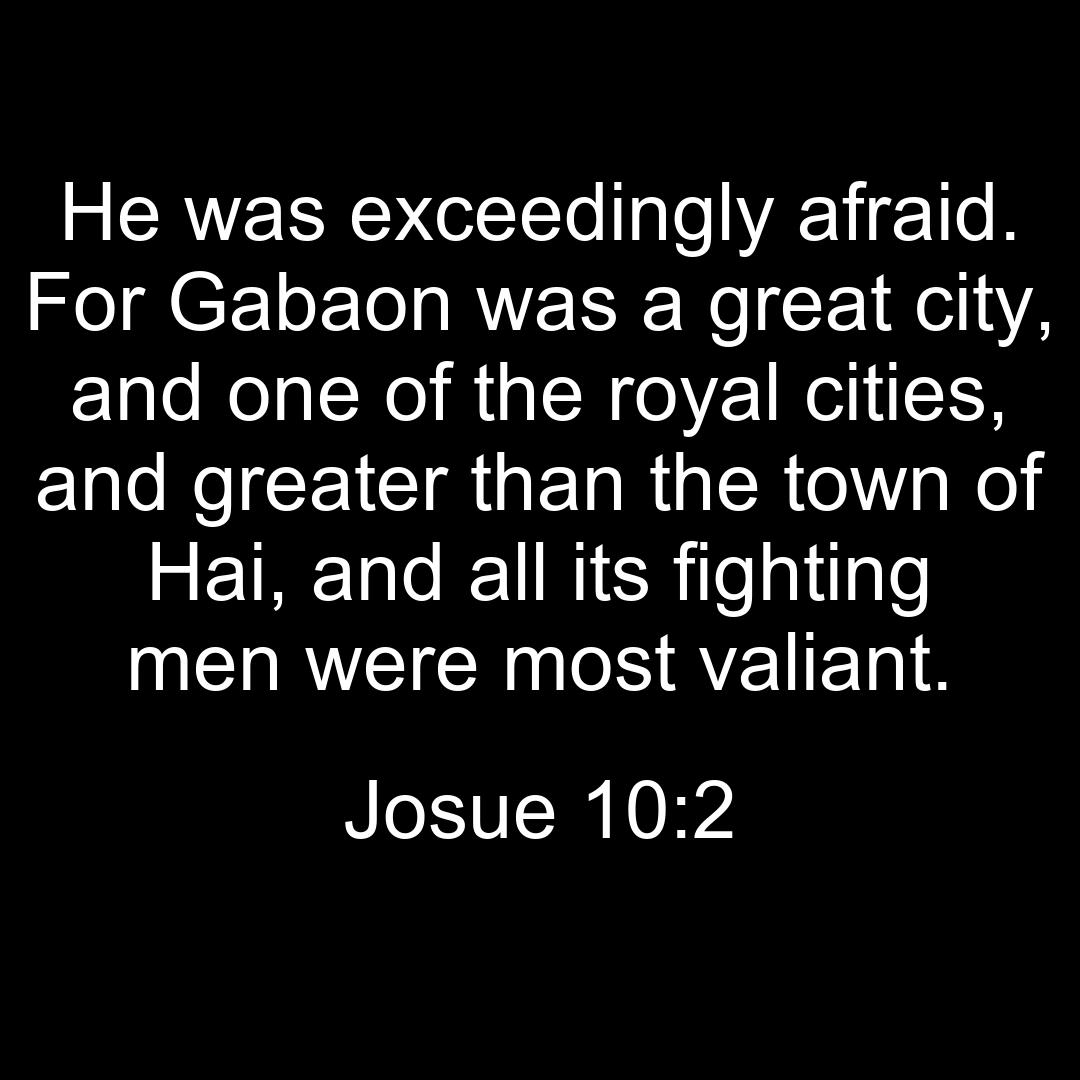 He was exceedingly afraid.
For Gabaon was a great city,
and one of the royal cities,
and greater than the town of
Hai, and all its fighting
men were most valiant.
Josue 10:2